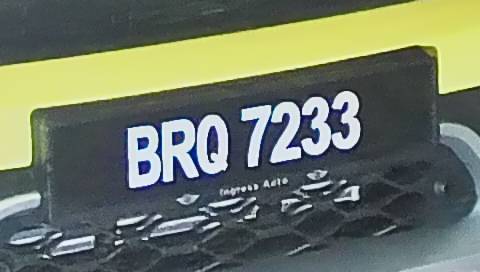 BRQ 7233
Ingress Auto